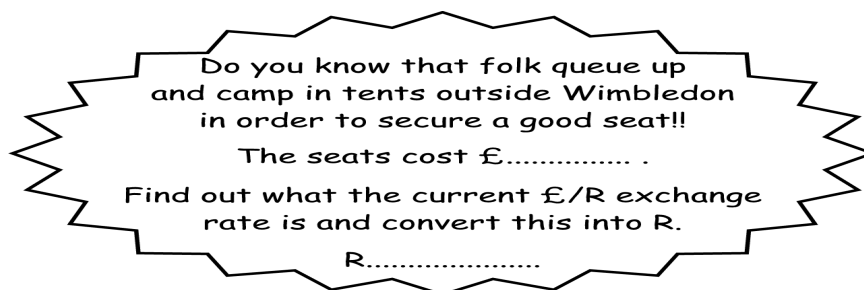 Do you know that folk queue up
and camp in tents outside Wimbledon
in order to secure a good seat!!
The seats cost £............... .
Find out what the current £/R exchange
rate is and convert this into R.
R.....................